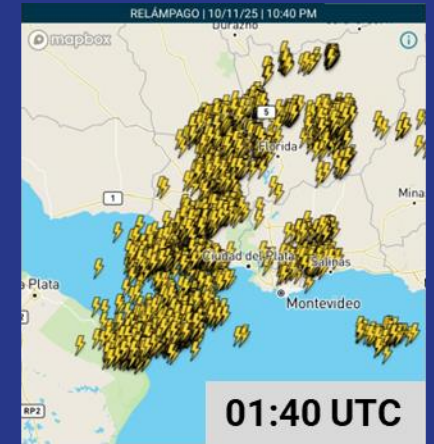 RELÁMPAGO | 10/11/25 | 10:40 PM
Durazno
mapbox
5
Florida
1
Minas
Ciudad del Plata
Salinas
a Plata
Montevideo
RP2
01:40 UTC